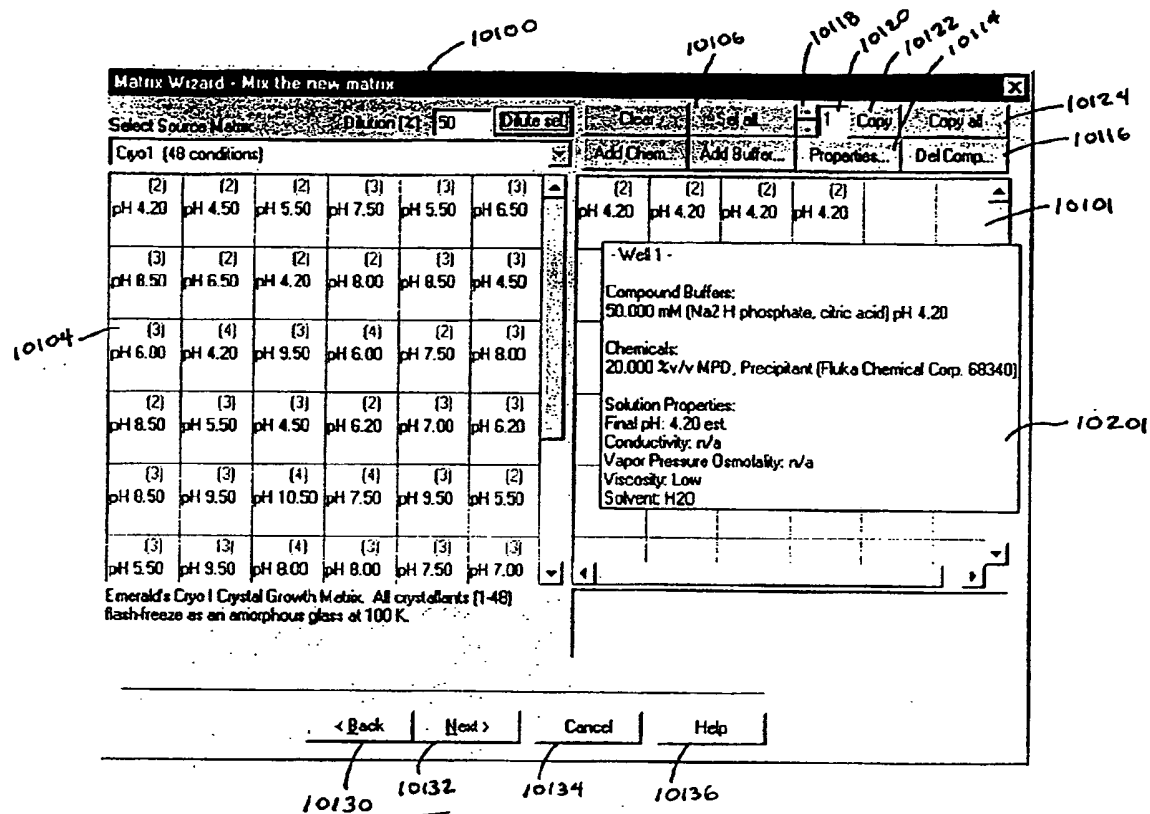 10100
10106
10118
10120
10122
10114
Matrix Wizard - Mix the new matrix
Select Source Matrix Dilution [%] 50 Dilute sel
Clear Sel all 1 Copy Copy all
10124
Cryo1 (48 conditions)
Add Chem... Add Buffer... Properties... Del Comp...
10116
(2) (2) (2) (3) (3) (3)
pH 4.20 pH 4.50 pH 5.50 pH 7.50 pH 5.50 pH 6.50
(2) (2) (2) (2)
pH 4.20 pH 4.20 pH 4.20 pH 4.20
10101
(3) (2) (2) (2) (3) (3)
pH 8.50 pH 6.50 pH 4.20 pH 8.00 pH 8.50 pH 4.50
10104
(3) (4) (3) (4) (2) (3)
pH 6.00 pH 4.20 pH 9.50 pH 6.00 pH 7.50 pH 8.00
(2) (3) (3) (2) (3) (3)
pH 8.50 pH 5.50 pH 4.50 pH 6.20 pH 7.00 pH 6.20
(3) (3) (4) (4) (3) (2)
pH 8.50 pH 9.50 pH 10.50 pH 7.50 pH 9.50 pH 5.50
(3) (3) (4) (3) (3) (3)
pH 5.50 pH 9.50 pH 8.00 pH 8.00 pH 7.50 pH 7.00
- Well 1 -
Compound Buffers:
50.000 mM (Na2 H phosphate, citric acid) pH 4.20
Chemicals:
20.000 %v/v MPD, Precipitant (Fluka Chemical Corp. 68340)
Solution Properties:
Final pH: 4.20 est.
Conductivity: n/a
Vapor Pressure Osmolality: n/a
Viscosity: Low
Solvent: H2O
10201
Emerald's Cryo I Crystal Growth Matrix. All crystallants (1-48)
flash-freeze as an amorphous glass at 100 K.
< Back Next > Cancel Help
10130
10132
10134
10136